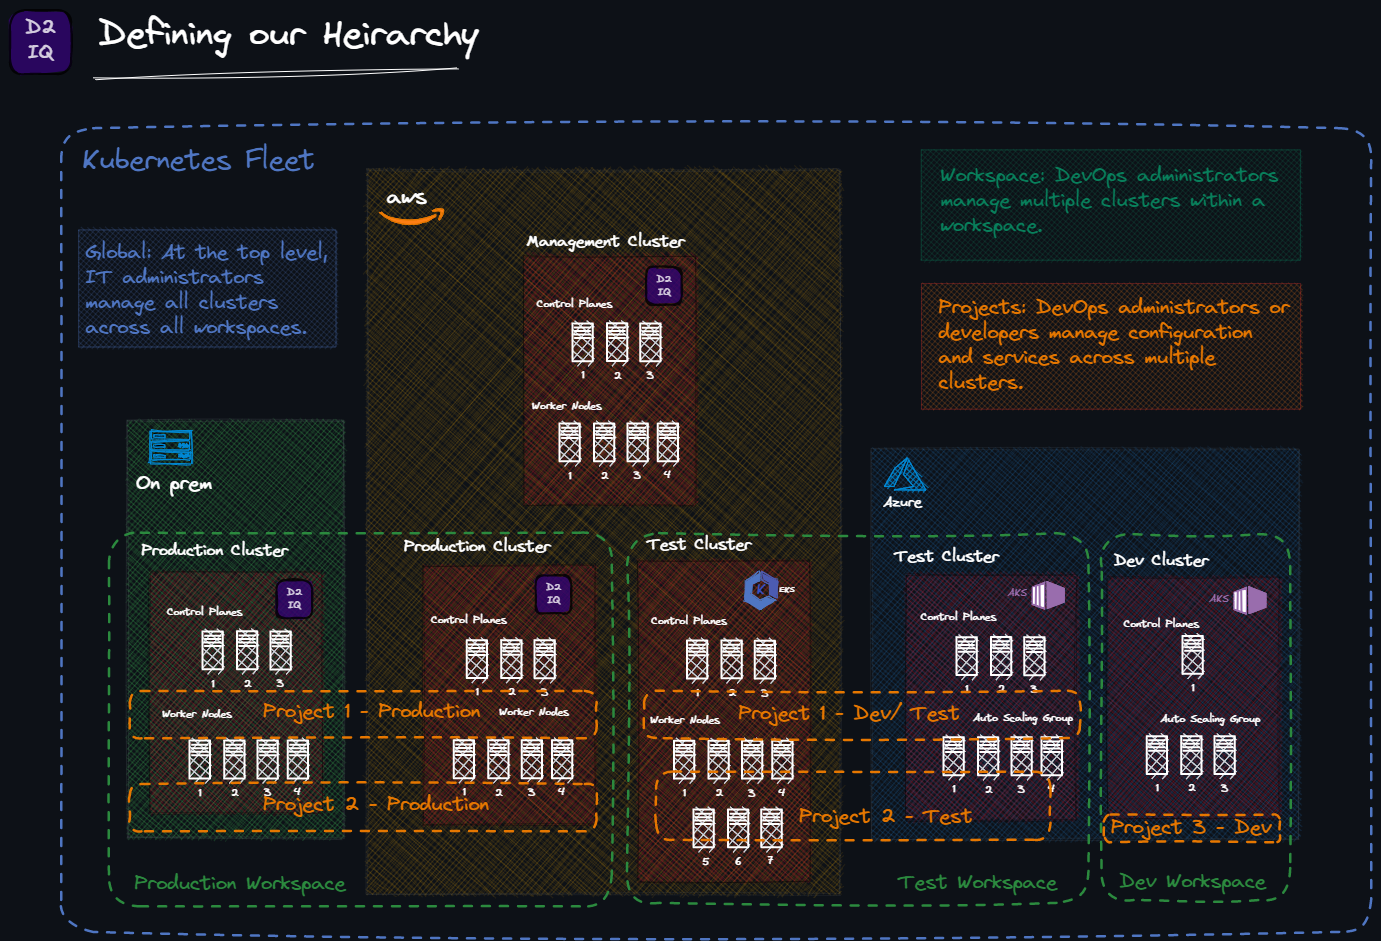 D2
IQ
Defining our Heirarchy
Kubernetes Fleet
Global: At the top level,
IT administrators
manage all clusters
across all workspaces.
aws
Management Cluster
D2
IQ
Control Planes
1 2 3
Worker Nodes
1 2 3 4
Workspace: DevOps administrators
manage multiple clusters within a
workspace.
Projects: DevOps administrators or
developers manage configuration
and services across multiple
clusters.
On prem
Azure
Production Cluster
D2
IQ
Control Planes
1 2 3
Worker Nodes
1 2 3 4
Production Cluster
D2
IQ
Control Planes
1 2 3
Worker Nodes
1 2 3 4
Project 1 - Production
Project 2 - Production
Production Workspace
Test Cluster
K
EKS
Control Planes
1 2 3
Worker Nodes
1 2 3 4
5 6 7
Test Cluster
AKS
Control Planes
1 2 3
Auto Scaling Group
1 2 3 4
Project 1 - Dev/ Test
Project 2 - Test
Test Workspace
Dev Cluster
AKS
Control Planes
1
Auto Scaling Group
1 2 3
Project 3 - Dev
Dev Workspace